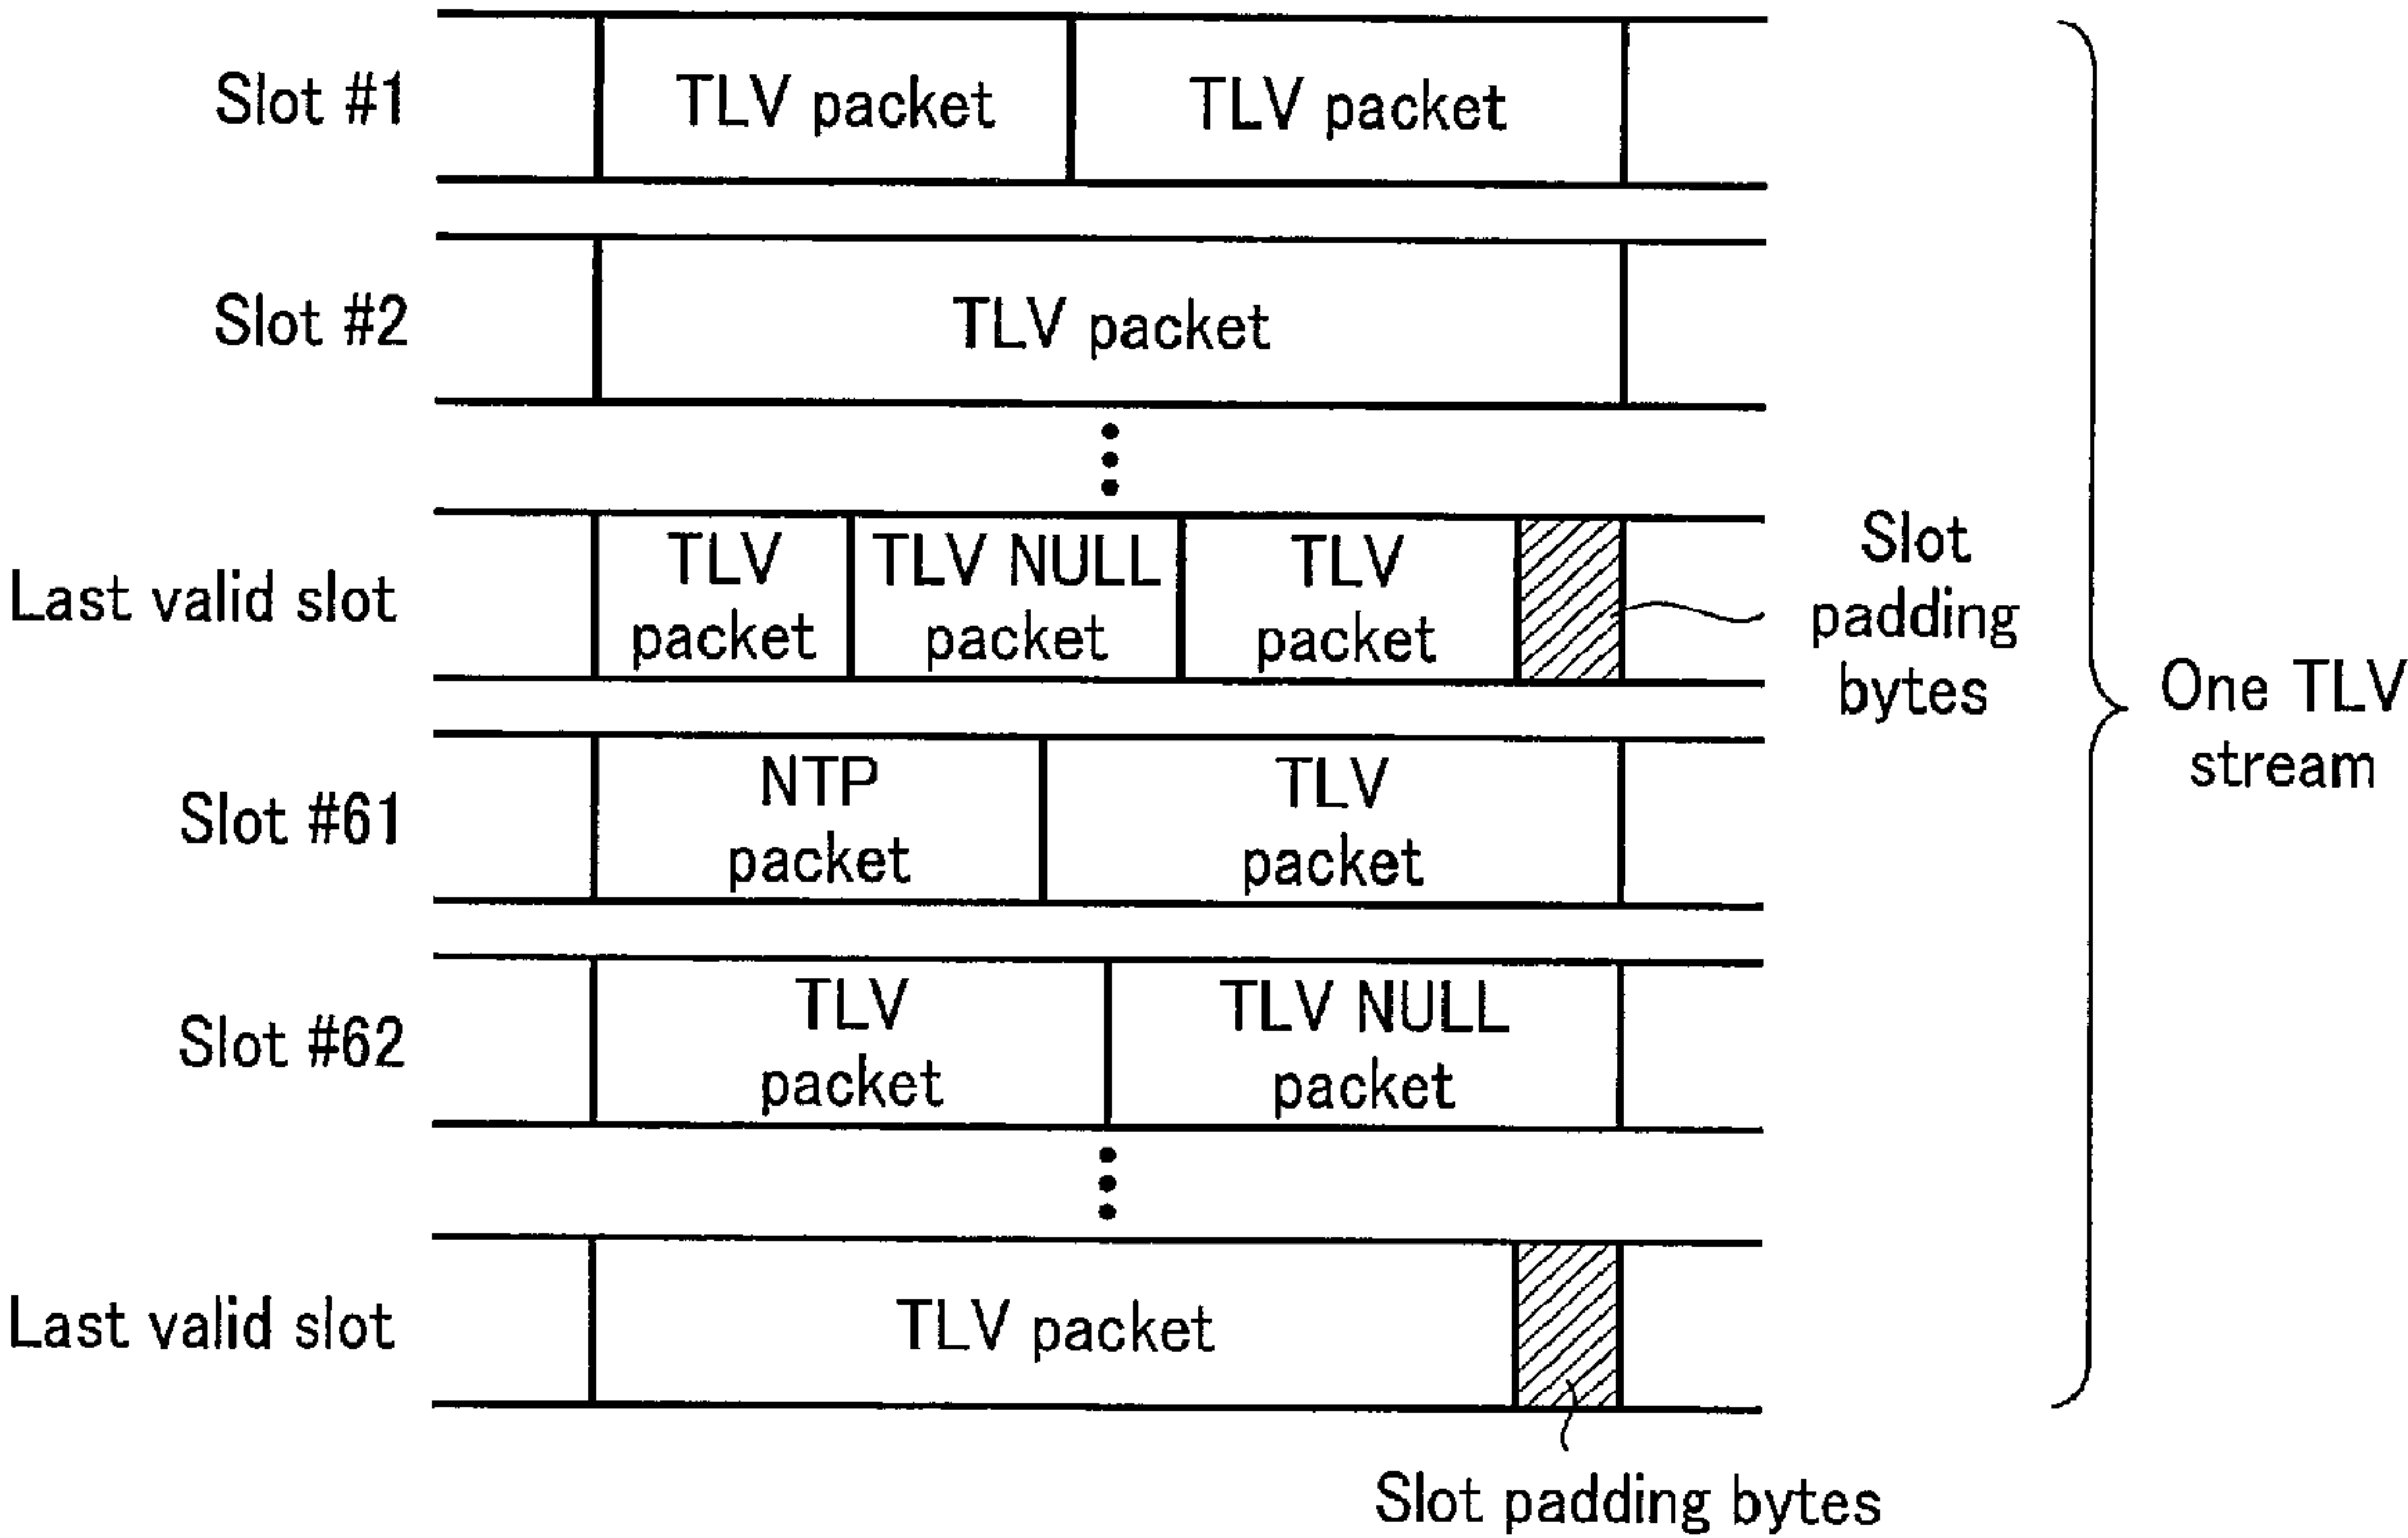 Slot #1
TLV packet
TLV packet
Slot #2
TLV packet
Last valid slot
TLV
packet
TLV NULL
packet
TLV
packet
Slot
padding
bytes
One TLV
stream
Slot #61
NTP
packet
TLV
packet
Slot #62
TLV
packet
TLV NULL
packet
Last valid slot
TLV packet
Slot padding bytes